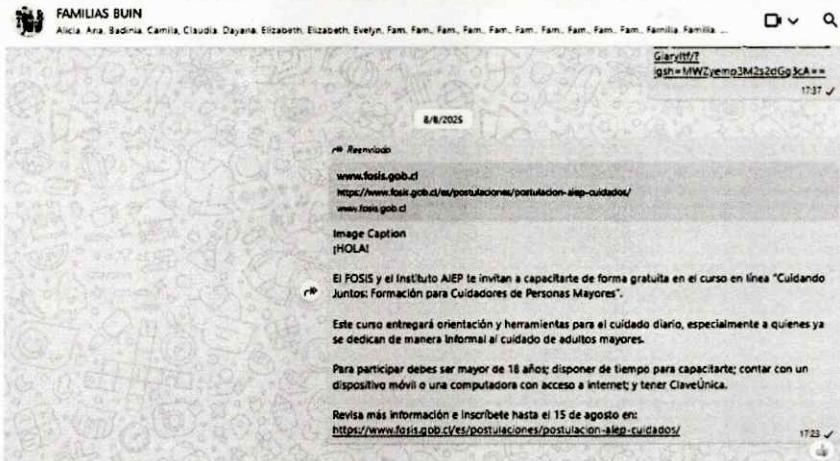 FAMILIAS BUIN
Alicia, Ana, Badinia, Camila, Claudia, Dayana, Elizabeth, Elizabeth, Evelyn, Fam., Fam., Fam., Fam., Fam., Fam., Fam., Fam., Fam., Fam., Familia, Familia, ...
17:37
8/8/2025
Reenviado
www.fosis.gob.cl
https://www.fosis.gob.cl/es/postulaciones/postulacion-aiep-cuidados/
www.fosis.gob.cl
Image Caption
¡HOLA!
El FOSIS y el Instituto AIEP te invitan a capacitarte de forma gratuita en el curso en línea "Cuidando
Juntos: Formación para Cuidadores de Personas Mayores".
Este curso entregará orientación y herramientas para el cuidado diario, especialmente a quienes ya
se dedican de manera informal al cuidado de adultos mayores.
Para participar debes ser mayor de 18 años; disponer de tiempo para capacitarte; contar con un
dispositivo móvil o una computadora con acceso a internet; y tener ClaveÚnica.
Revisa más información e inscríbete hasta el 15 de agosto en:
https://www.fosis.gob.cl/es/postulaciones/postulacion-aiep-cuidados/
17:23